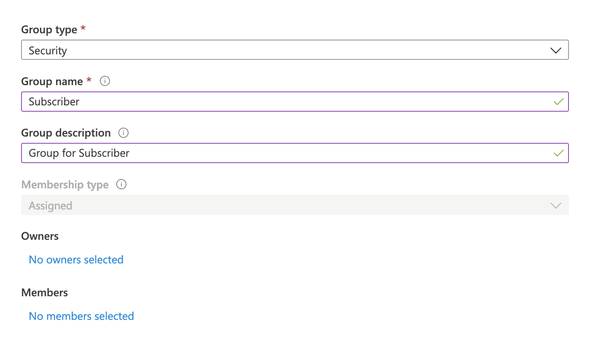 Group type *
Security
Group name *
Subscriber
Group description
Group for Subscriber
Membership type
Assigned
Owners
No owners selected
Members
No members selected